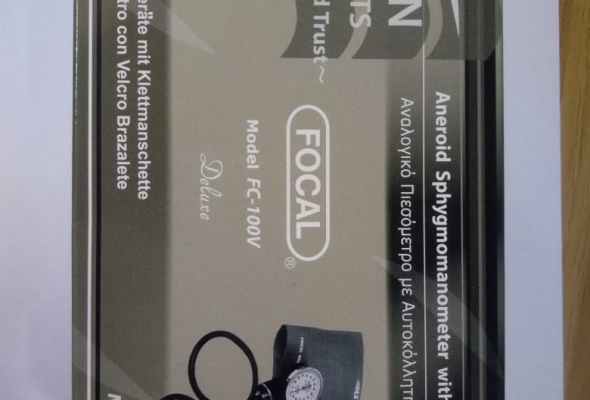 Aneroid Sphygmomanometer with
Αναλογικό Πιεσόμετρο με Αυτοκόλλητ
N
TS
d Trust~
FOCAL®
Model FC-100V
Deluxe
eräte mit Klettmanschette
tro con Velcro Brazalete